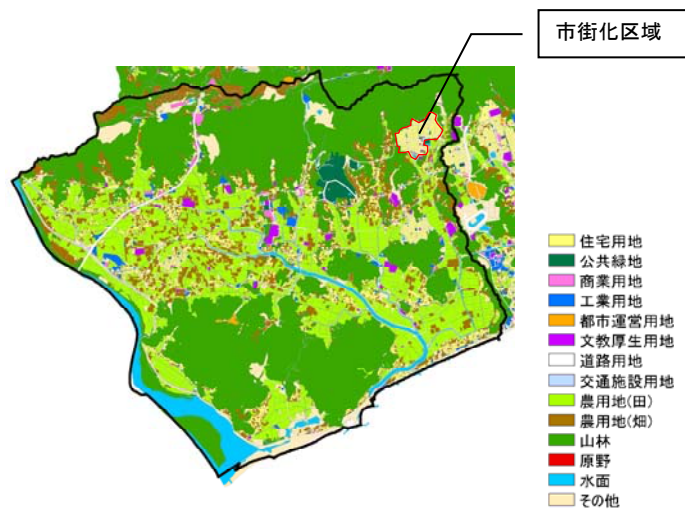 市街化区域
住宅用地
公共緑地
商業用地
工業用地
都市運営用地
文教厚生用地
道路用地
交通施設用地
農用地(田)
農用地(畑)
山林
原野
水面
その他